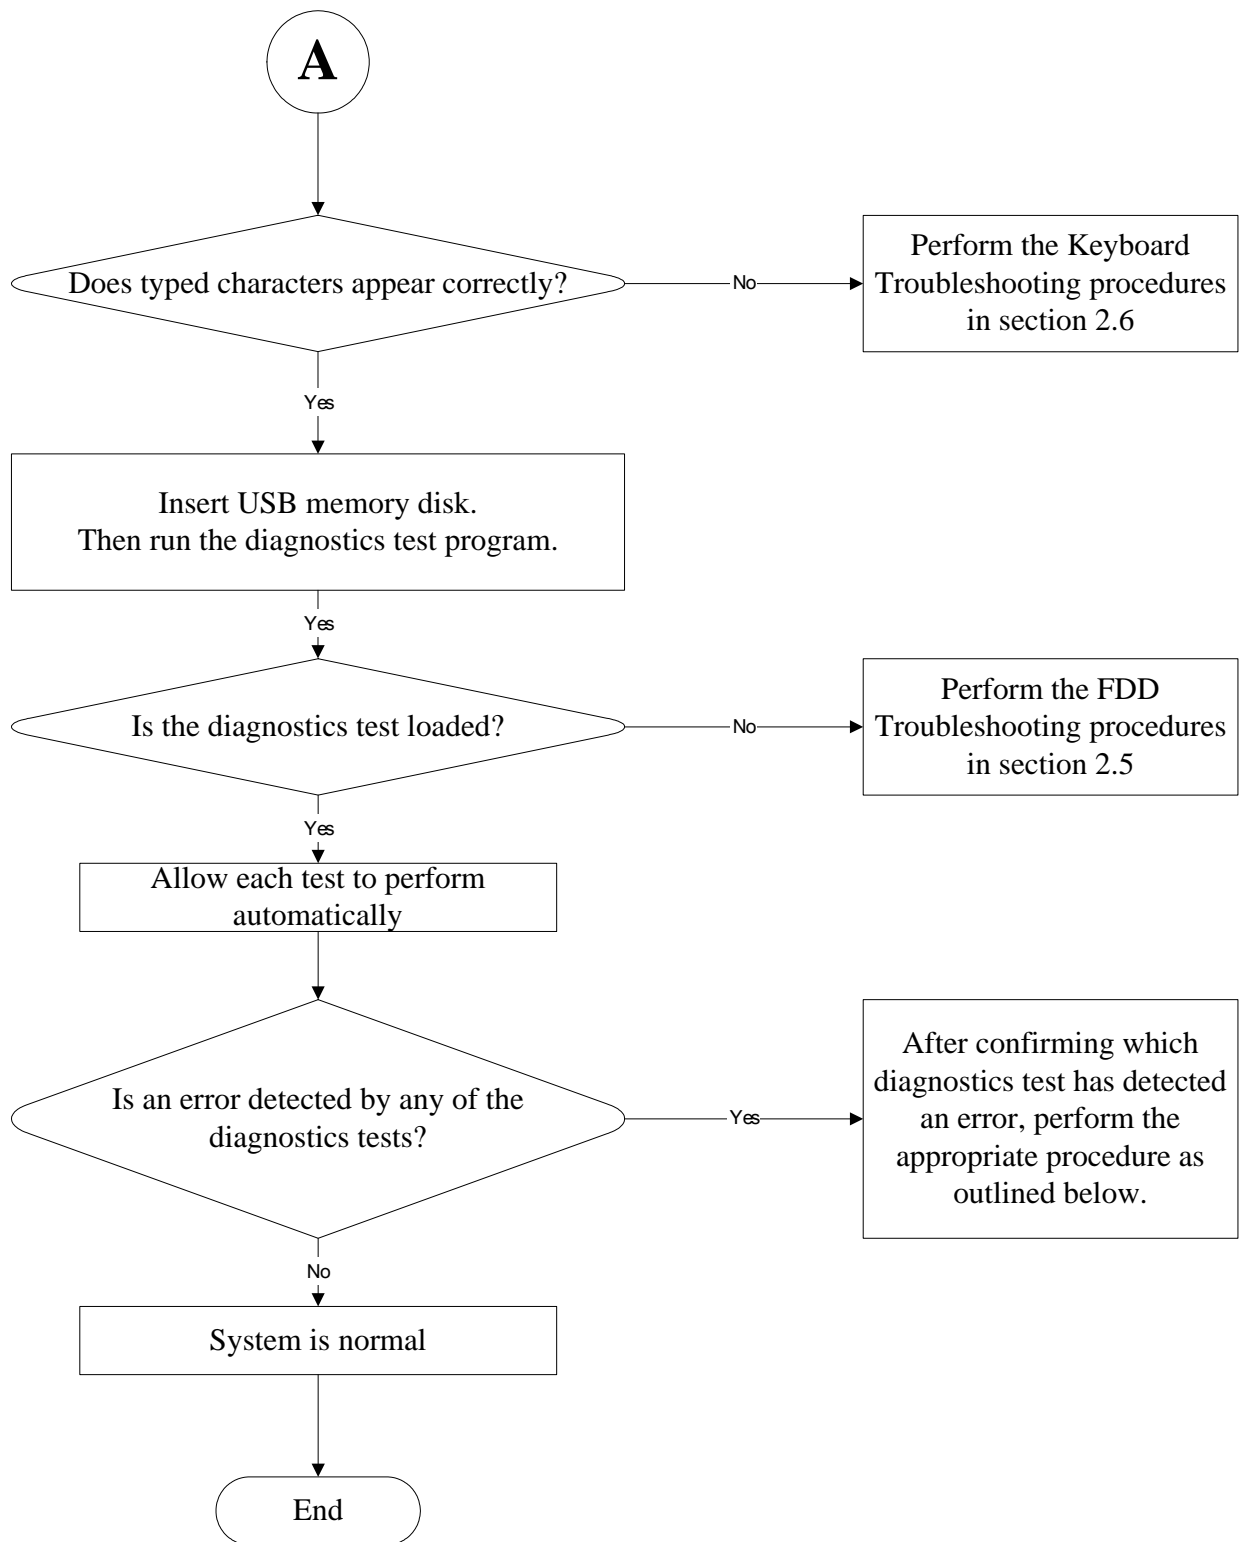 A
Does typed characters appear correctly?
No
Perform the Keyboard
Troubleshooting procedures
in section 2.6
Yes
Insert USB memory disk.
Then run the diagnostics test program.
Yes
Is the diagnostics test loaded?
No
Perform the FDD
Troubleshooting procedures
in section 2.5
Yes
Allow each test to perform
automatically
Is an error detected by any of the
diagnostics tests?
Yes
After confirming which
diagnostics test has detected
an error, perform the
appropriate procedure as
outlined below.
No
System is normal
End